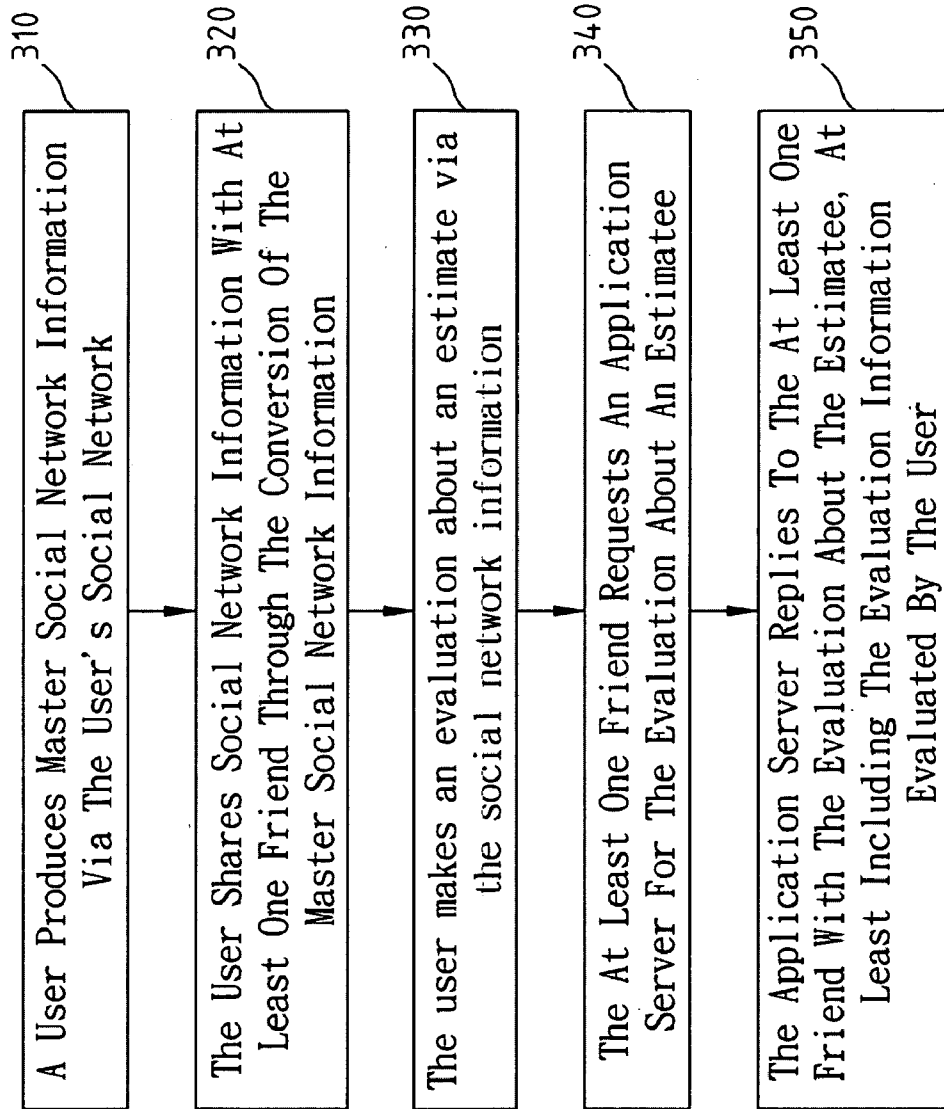 310
A User Produces Master Social Network Information
Via The User's Social Network
320
The User Shares Social Network Information With At
Least One Friend Through The Conversion Of The
Master Social Network Information
330
The user makes an evaluation about an estimate via
the social network information
340
The At Least One Friend Requests An Application
Server For The Evaluation About An Estimatee
350
The Application Server Replies To The At Least One
Friend With The Evaluation About The Estimatee, At
Least Including The Evaluation Information
Evaluated By The User